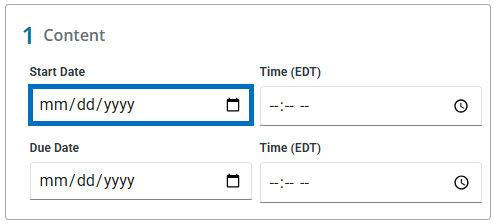 1 Content
Start Date Time (EDT)
mm/dd/yyyy --:-- --
Due Date Time (EDT)
mm/dd/yyyy --:-- --